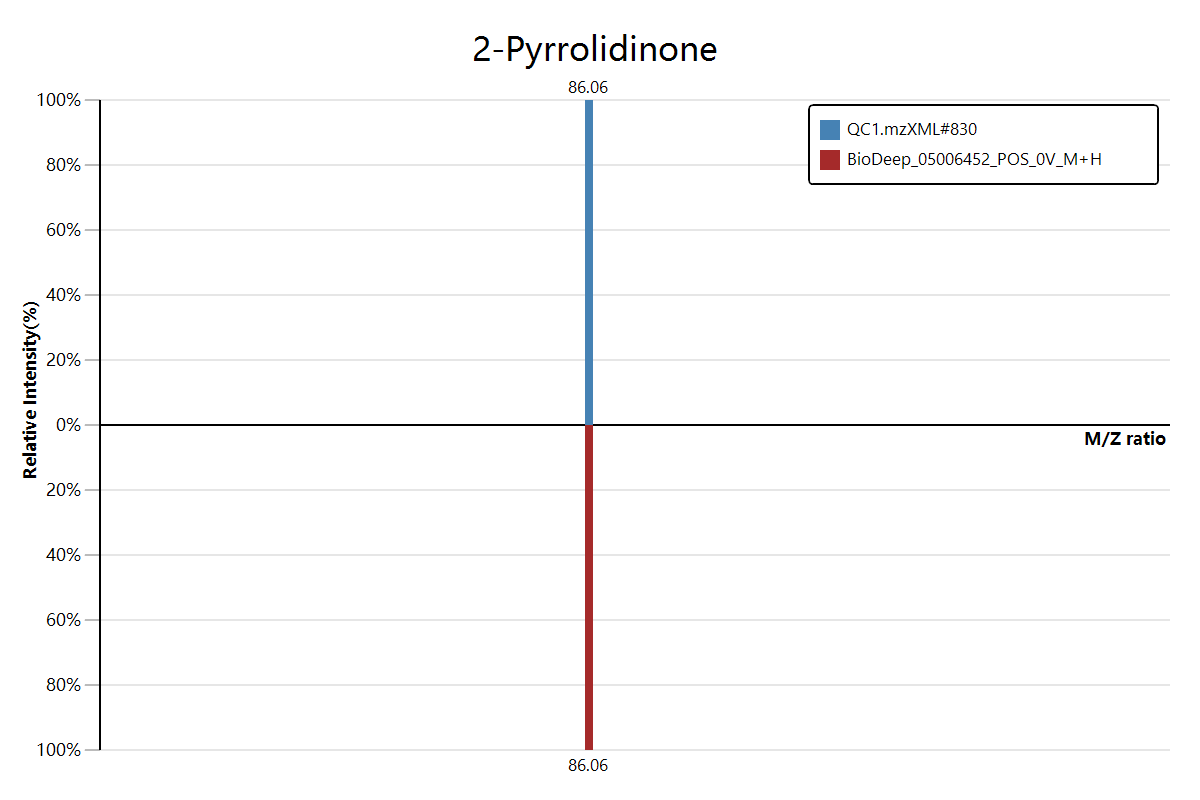 2-Pyrrolidinone
86.06
QC1.mzXML#830
BioDeep_05006452_POS_0V_M+H
100%
80%
60%
40%
20%
0%
20%
40%
60%
80%
100%
Relative Intensity(%)
M/Z ratio
86.06